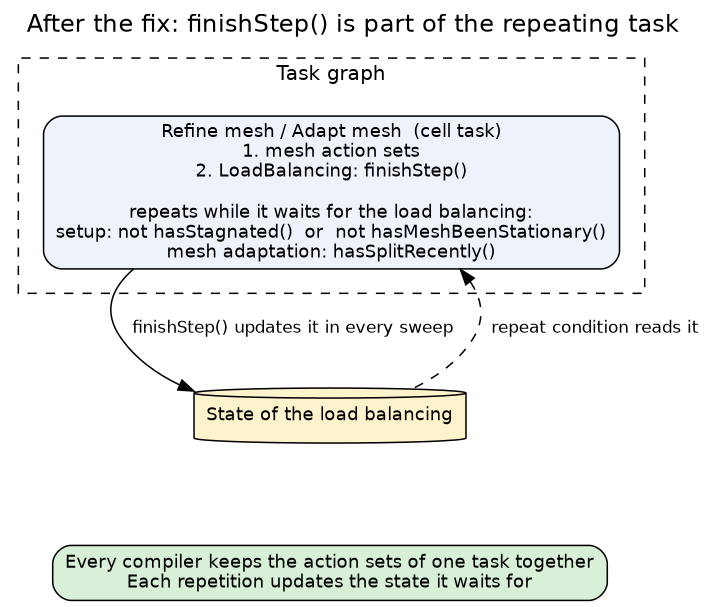 After the fix: finishStep() is part of the repeating task
Task graph
Refine mesh / Adapt mesh  (cell task)
1. mesh action sets
2. LoadBalancing: finishStep()
repeats while it waits for the load balancing:
setup: not hasStagnated()  or  not hasMeshBeenStationary()
mesh adaptation: hasSplitRecently()
finishStep() updates it in every sweep
repeat condition reads it
State of the load balancing
Every compiler keeps the action sets of one task together
Each repetition updates the state it waits for